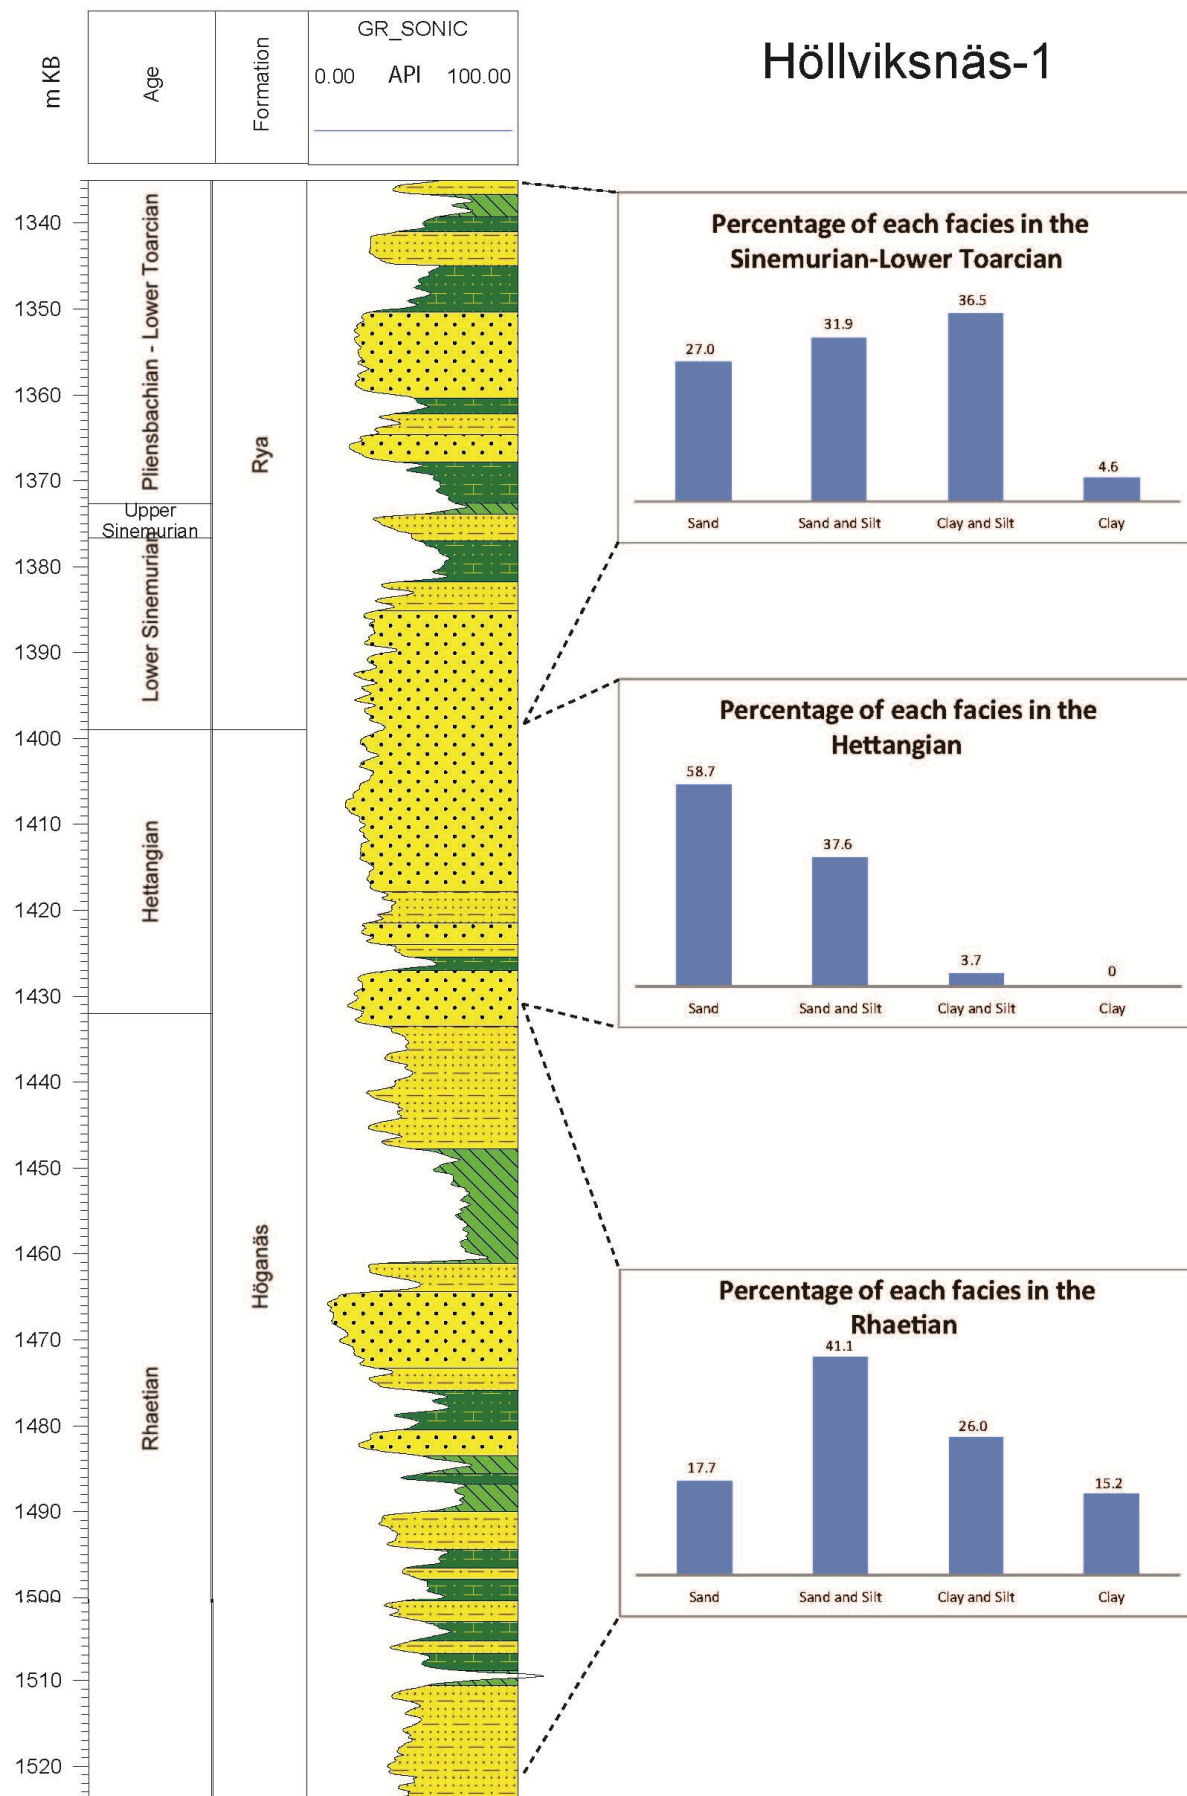 Höllviksnäs-1
m KB
Age
Formation
GR_SONIC
0.00 API 100.00
1340
1350
1360
1370
1380
1390
1400
1410
1420
1430
1440
1450
1460
1470
1480
1490
1500
1510
1520
Pliensbachian - Lower Toarcian
Upper
Sinemurian
Lower Sinemurian
Hettangian
Rhaetian
Rya
Höganäs
Percentage of each facies in the
Sinemurian-Lower Toarcian
27.0
31.9
36.5
4.6
Sand Sand and Silt Clay and Silt Clay
Percentage of each facies in the
Hettangian
58.7
37.6
3.7
0
Sand Sand and Silt Clay and Silt Clay
Percentage of each facies in the
Rhaetian
17.7
41.1
26.0
15.2
Sand Sand and Silt Clay and Silt Clay